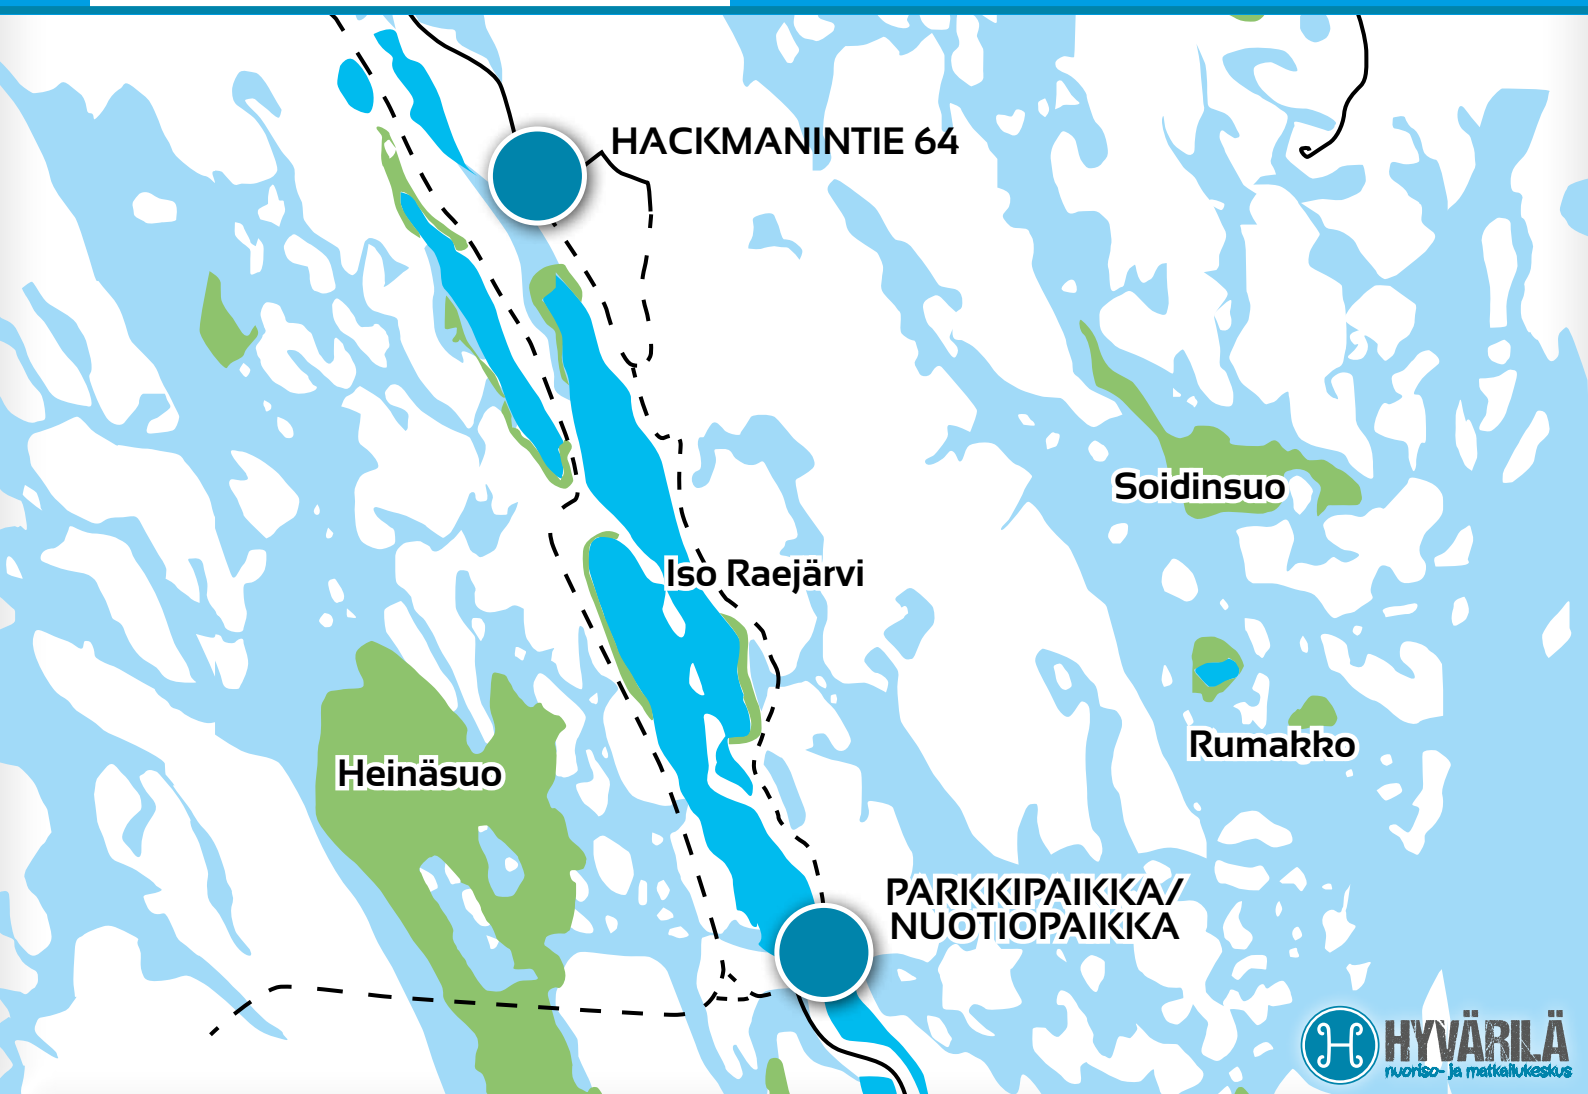 HACKMANINTIE 64
Soidinsuo
Iso Raejärvi
Rumakko
Heinäsuo
PARKKIPAIKKA/
NUOTIOPAIKKA
HYVÄRILÄ
nuoriso- ja matkailukeskus